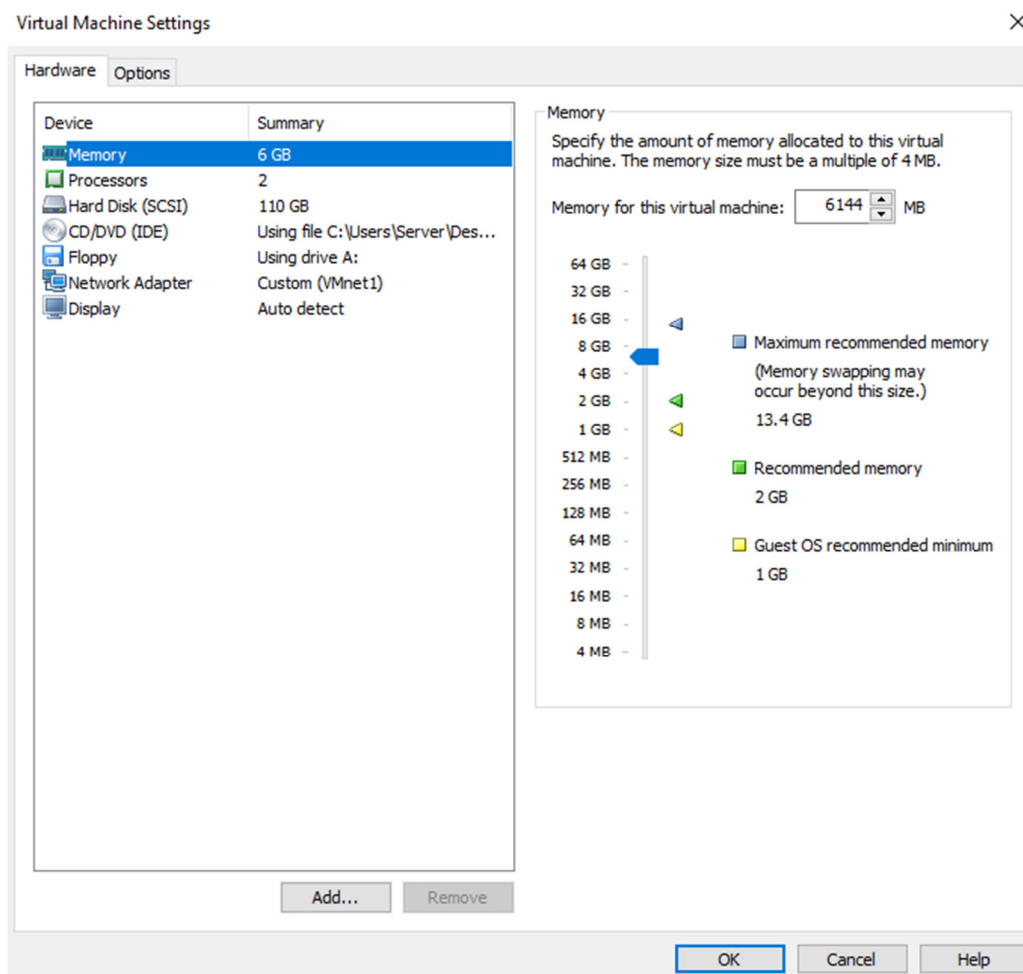 Virtual Machine Settings
Hardware Options
Device Summary
Memory 6 GB
Processors 2
Hard Disk (SCSI) 110 GB
CD/DVD (IDE) Using file C:\Users\Server\Des...
Floppy Using drive A:
Network Adapter Custom (VMnet1)
Display Auto detect
Add... Remove
Memory
Specify the amount of memory allocated to this virtual
machine. The memory size must be a multiple of 4 MB.
Memory for this virtual machine: 6144 MB
64 GB
32 GB
16 GB
8 GB
4 GB
2 GB
1 GB
512 MB
256 MB
128 MB
64 MB
32 MB
16 MB
8 MB
4 MB
Maximum recommended memory
(Memory swapping may
occur beyond this size.)
13.4 GB
Recommended memory
2 GB
Guest OS recommended minimum
1 GB
OK Cancel Help